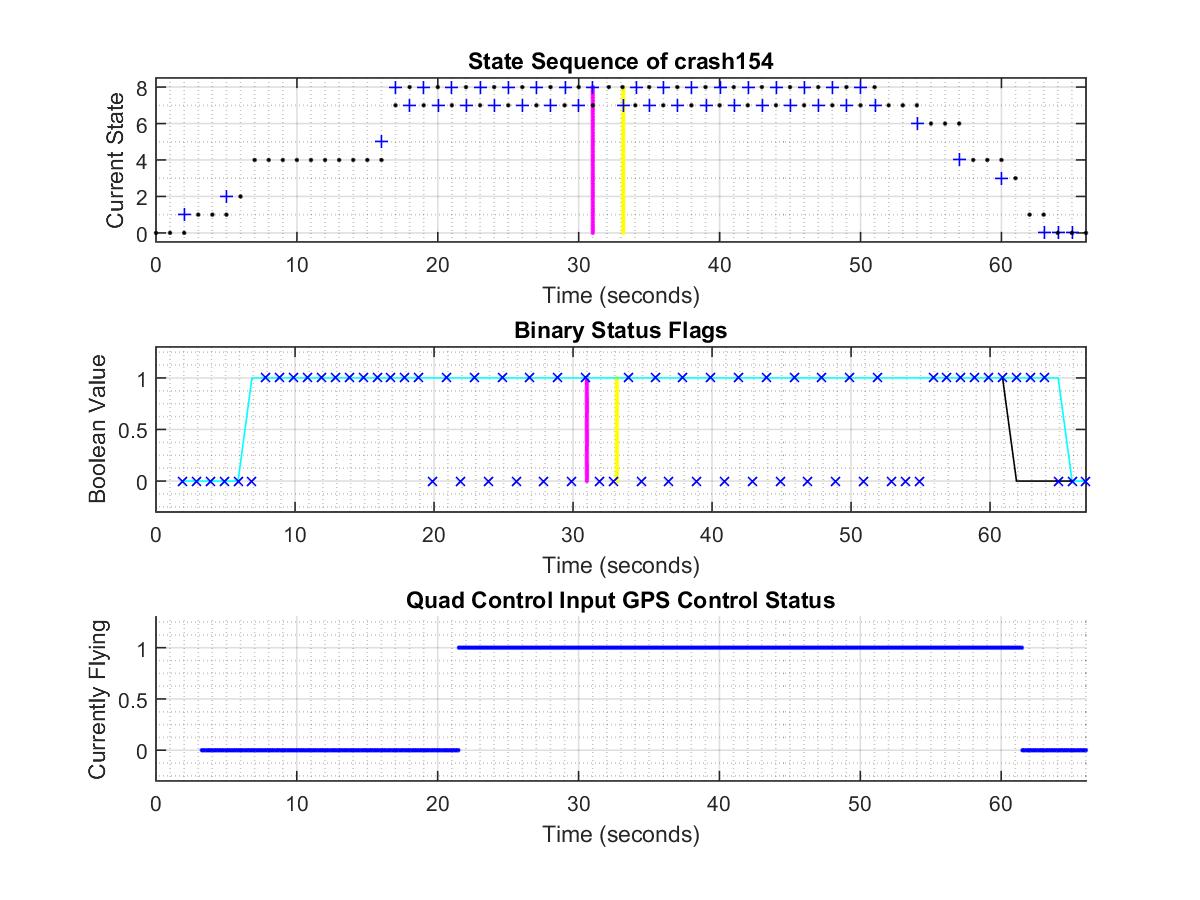 State Sequence of crash154
Current State
8
6
4
2
0
0 10 20 30 40 50 60
Time (seconds)
Binary Status Flags
Boolean Value
1
0.5
0
0 10 20 30 40 50 60
Time (seconds)
Quad Control Input GPS Control Status
Currently Flying
1
0.5
0
0 10 20 30 40 50 60
Time (seconds)